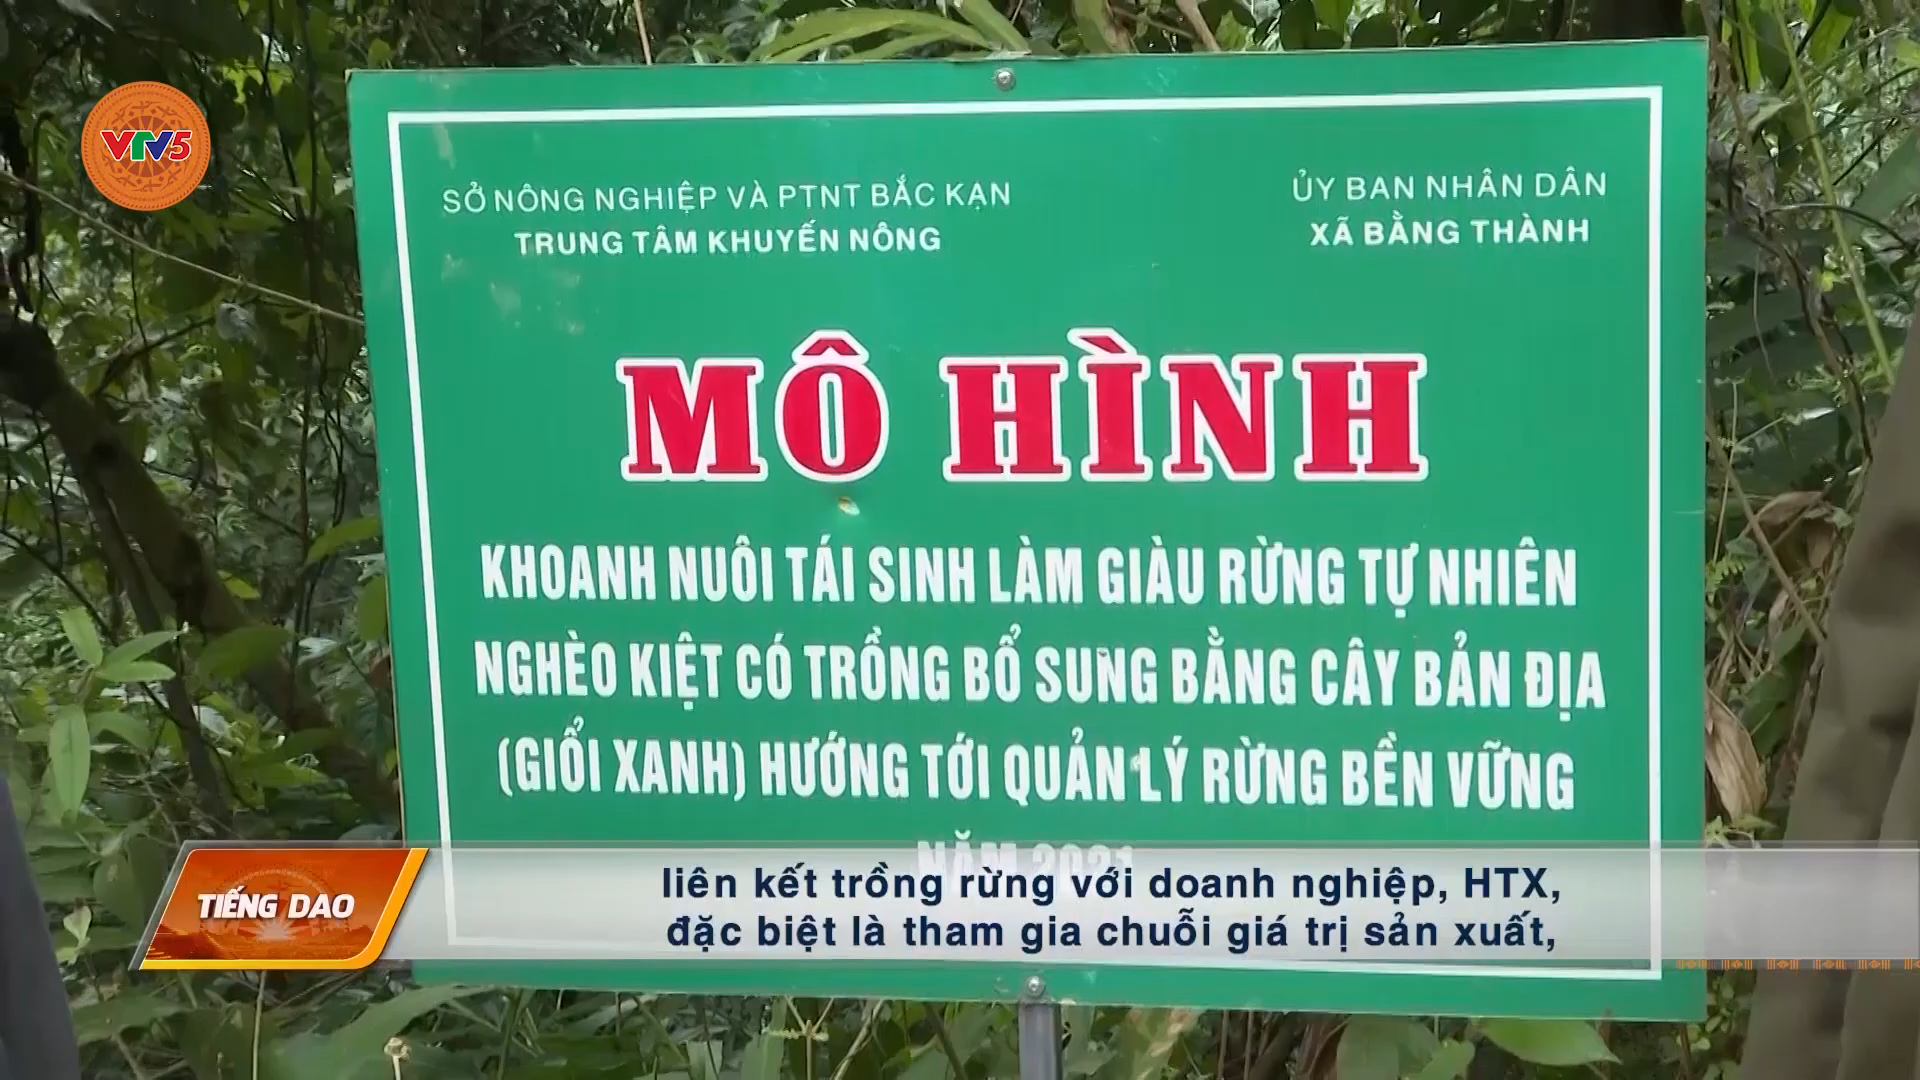 VTV5
SỞ NÔNG NGHIỆP VÀ PTNT BẮC KẠN
TRUNG TÂM KHUYẾN NÔNG
ỦY BAN NHÂN DÂN
XÃ BẰNG THÀNH
MÔ HÌNH
KHOANH NUÔI TÁI SINH LÀM GIÀU RỪNG TỰ NHIÊN
NGHÈO KIỆT CÓ TRỒNG BỔ SUNG BẰNG CÂY BẢN ĐỊA
(GIỔI XANH) HƯỚNG TỚI QUẢN LÝ RỪNG BỀN VỮNG
NĂM 2021
TIẾNG DAO
liên kết trồng rừng với doanh nghiệp, HTX,
đặc biệt là tham gia chuỗi giá trị sản xuất,